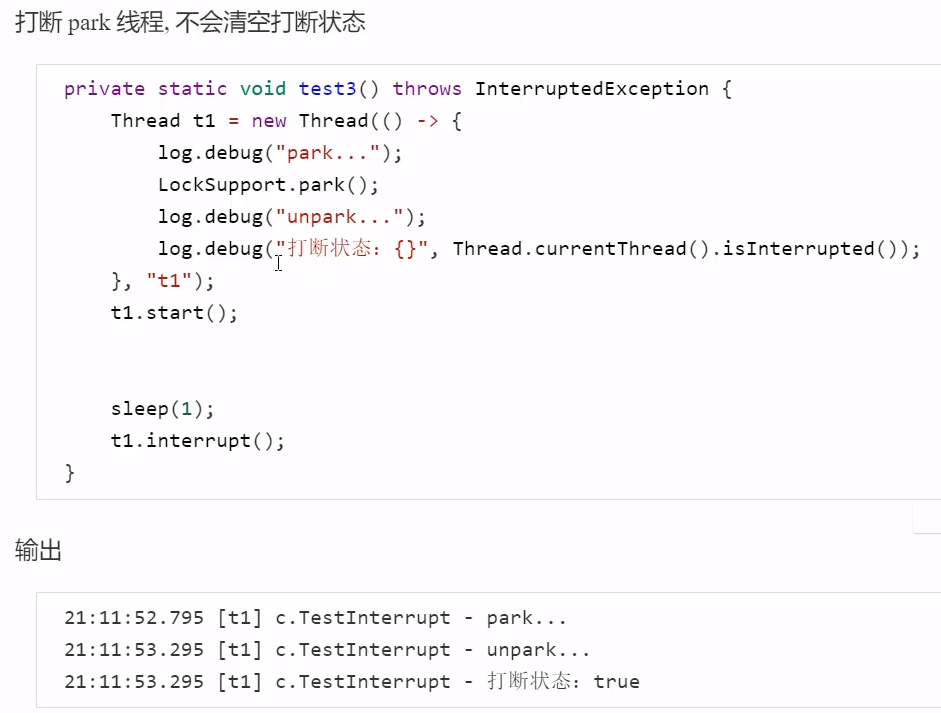 打断 park 线程, 不会清空打断状态
private static void test3() throws InterruptedException {
    Thread t1 = new Thread(() -> {
        log.debug("park...");
        LockSupport.park();
        log.debug("unpark...");
        log.debug("打断状态：{}", Thread.currentThread().isInterrupted());
    }, "t1");
    t1.start();
    sleep(1);
    t1.interrupt();
}
输出
21:11:52.795 [t1] c.TestInterrupt - park...
21:11:53.295 [t1] c.TestInterrupt - unpark...
21:11:53.295 [t1] c.TestInterrupt - 打断状态：true